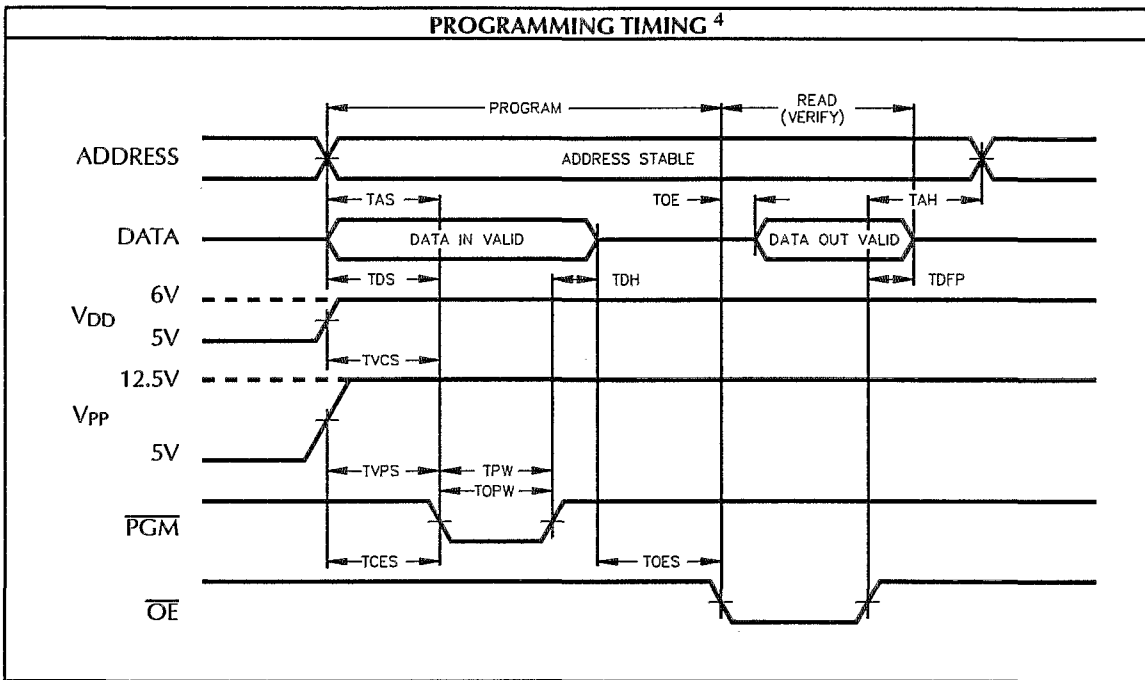 PROGRAMMING TIMING 4
PROGRAM
READ
(VERIFY)
ADDRESS
ADDRESS STABLE
TAS
TOE
TAH
DATA
DATA IN VALID
DATA OUT VALID
TDS
TDH
TDFP
6V
VDD
5V
TVCS
12.5V
VPP
5V
TVPS
TPW
TOPW
PGM
TCES
TOES
OE